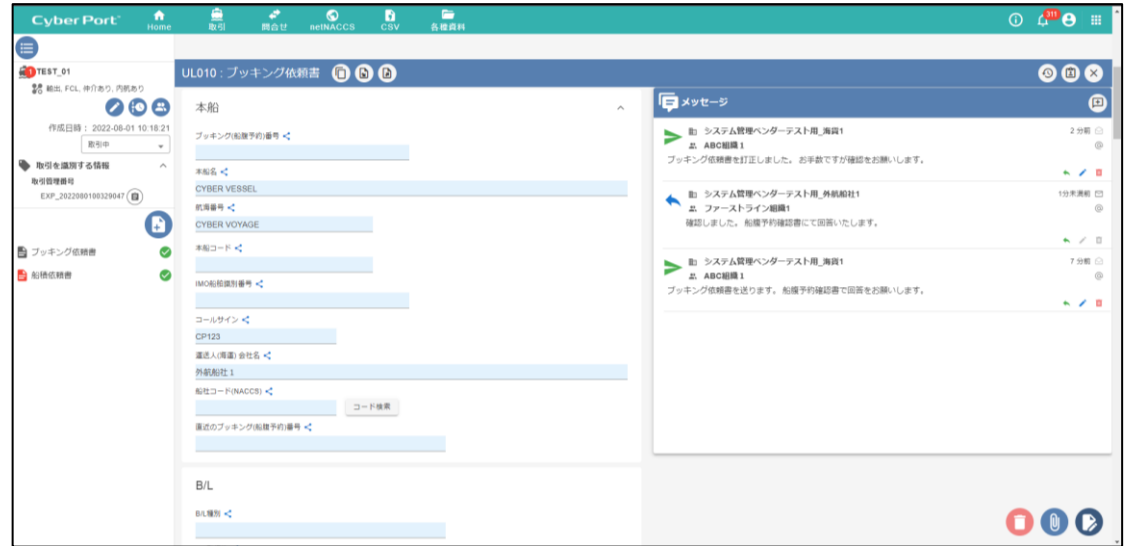 Cyber Port
Home
取引
問合せ
netNACCS
CSV
各種資料
311
1
TEST_01
輸出, FCL, 仲介あり, 内航あり
作成日時 : 2022-08-01 10:18:21
取引中
取引を識別する情報
取引管理番号
EXP_2022080100329047
ブッキング依頼書
船積依頼書
UL010 : ブッキング依頼書
本船
ブッキング(船腹予約)番号
本船名
CYBER VESSEL
航海番号
CYBER VOYAGE
本船コード
IMO船舶識別番号
コールサイン
CP123
運送人(海運) 会社名
外航船社 1
船社コード(NACCS)
コード検索
直近のブッキング(船腹予約)番号
B/L
B/L種別
メッセージ
システム管理ベンダーテスト用_海貨1
2 分前
ABC組織 1
@
ブッキング依頼書を訂正しました。 お手数ですが確認をお願いします。
システム管理ベンダーテスト用_外航船社1
1分未満前
ファーストライン組織1
@
確認しました。 船腹予約確認書にて回答いたします。
システム管理ベンダーテスト用_海貨1
7 分前
ABC組織 1
@
ブッキング依頼書を送ります。 船腹予約確認書で回答をお願いします。